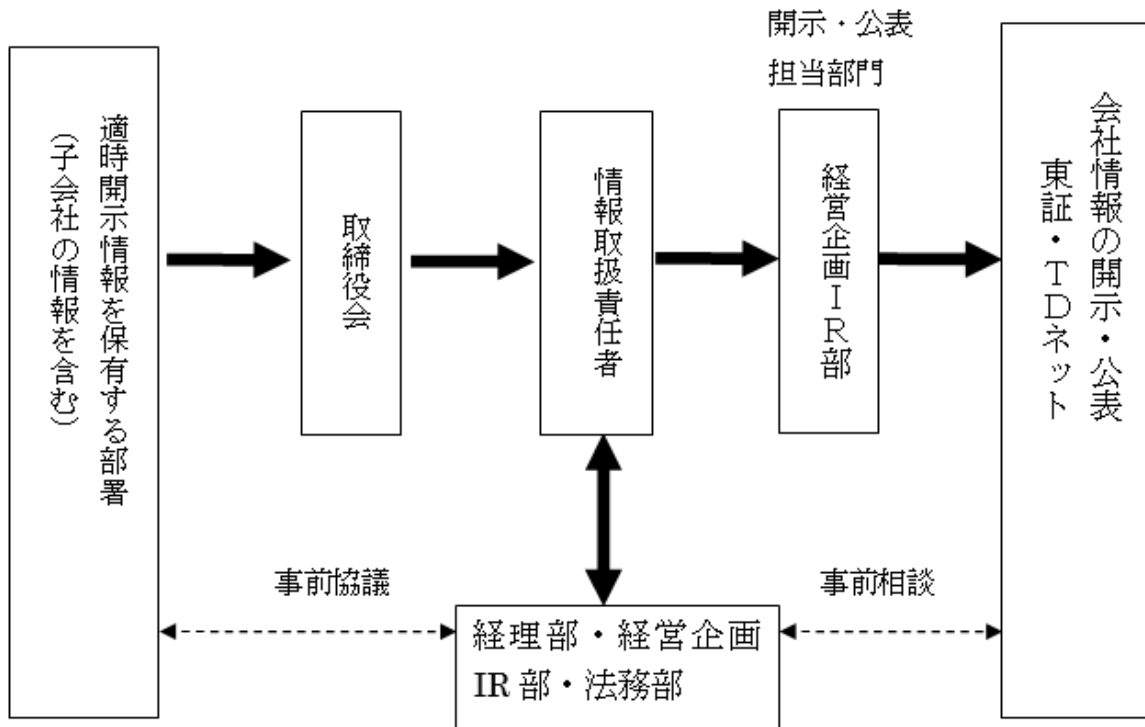 適時開示情報を保有する部署
(子会社の情報を含む)
取締役会
情報取扱責任者
開示・公表
担当部門
経営企画ＩＲ部
会社情報の開示・公表
東証・ＴＤネット
事前協議
事前相談
経理部・経営企画
IR 部・法務部